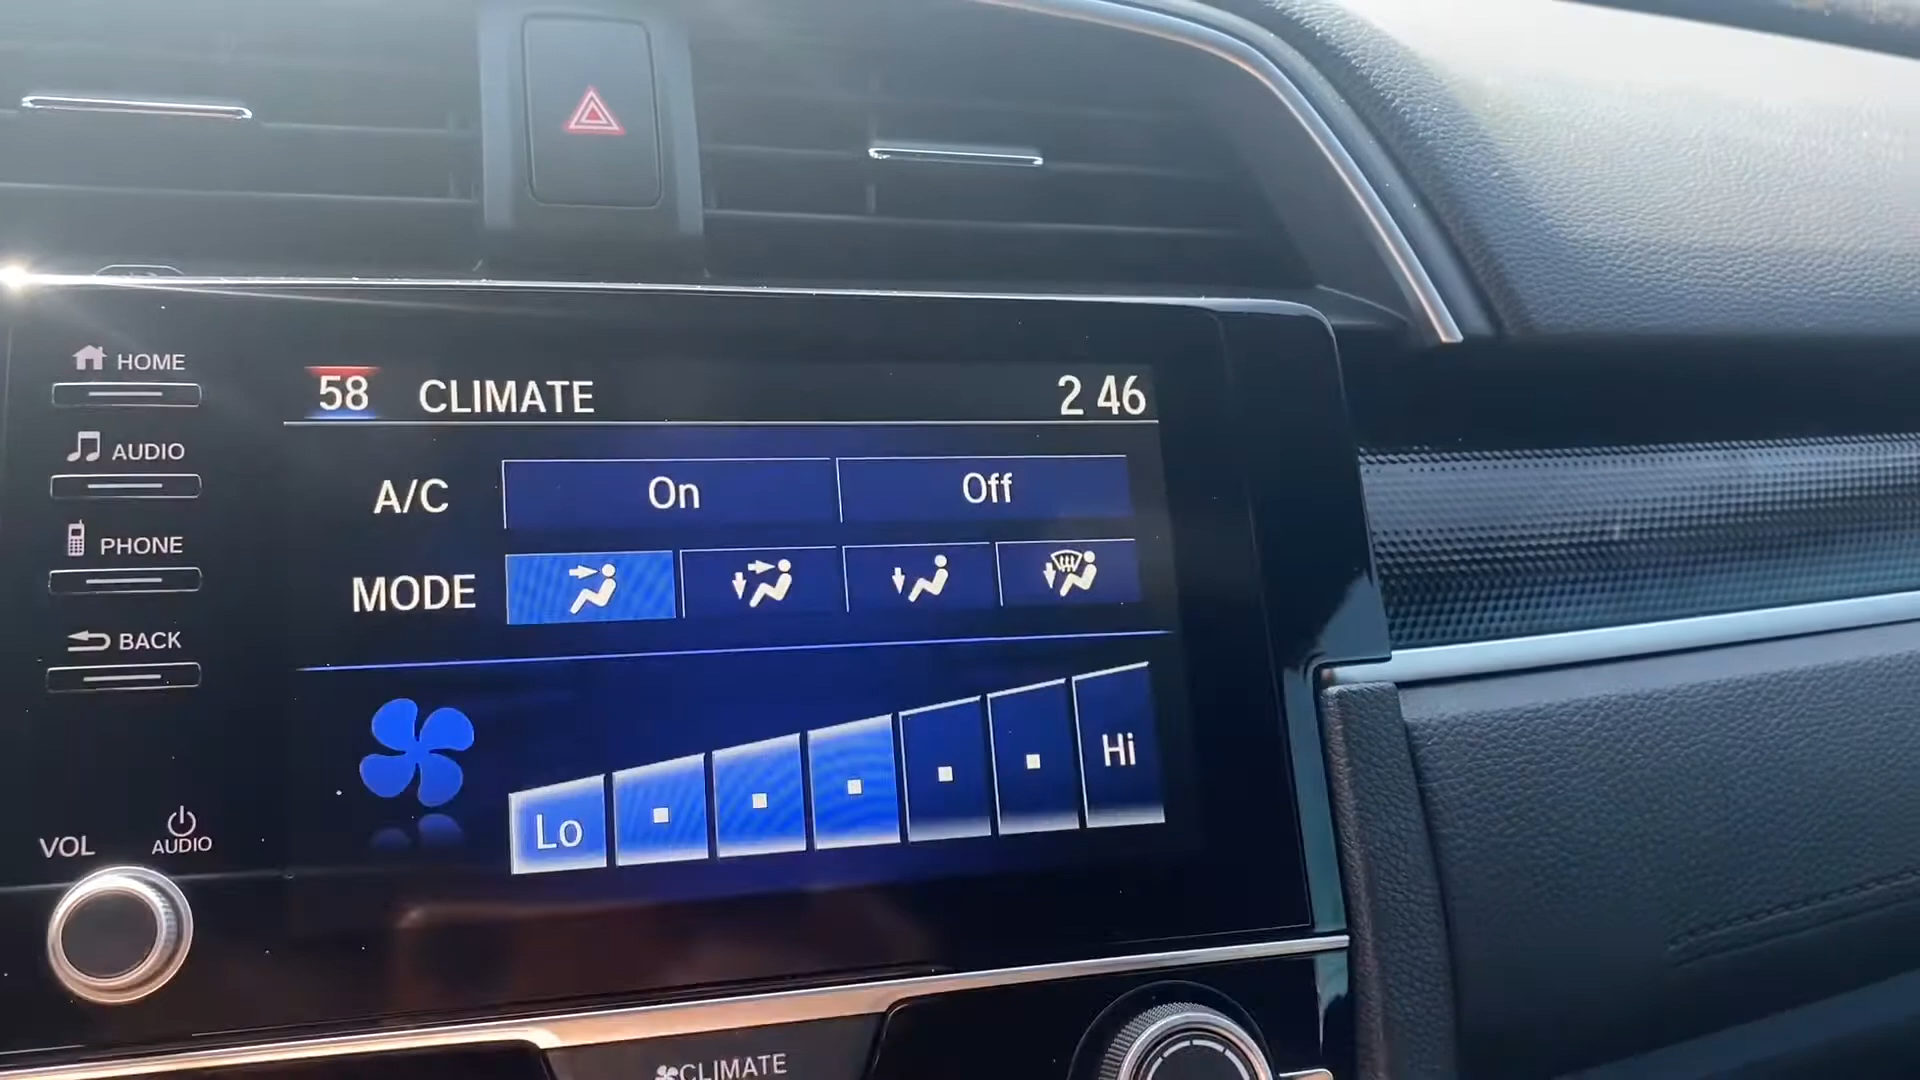 HOME
AUDIO
PHONE
BACK
VOL
AUDIO
58 CLIMATE 2 46
A/C On Off
MODE
Lo Hi
CLIMATE